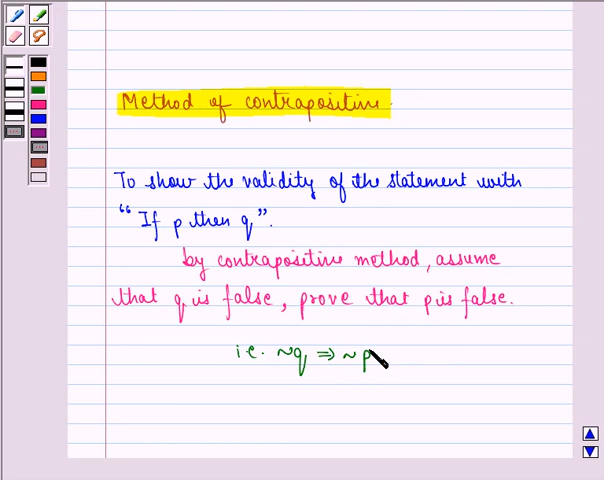 Method of contrapositive.
To show the validity of the statement with
"If p then q".
by contrapositive method, assume
that q is false, prove that p is false.
i.e. ~q ⇒ ~p